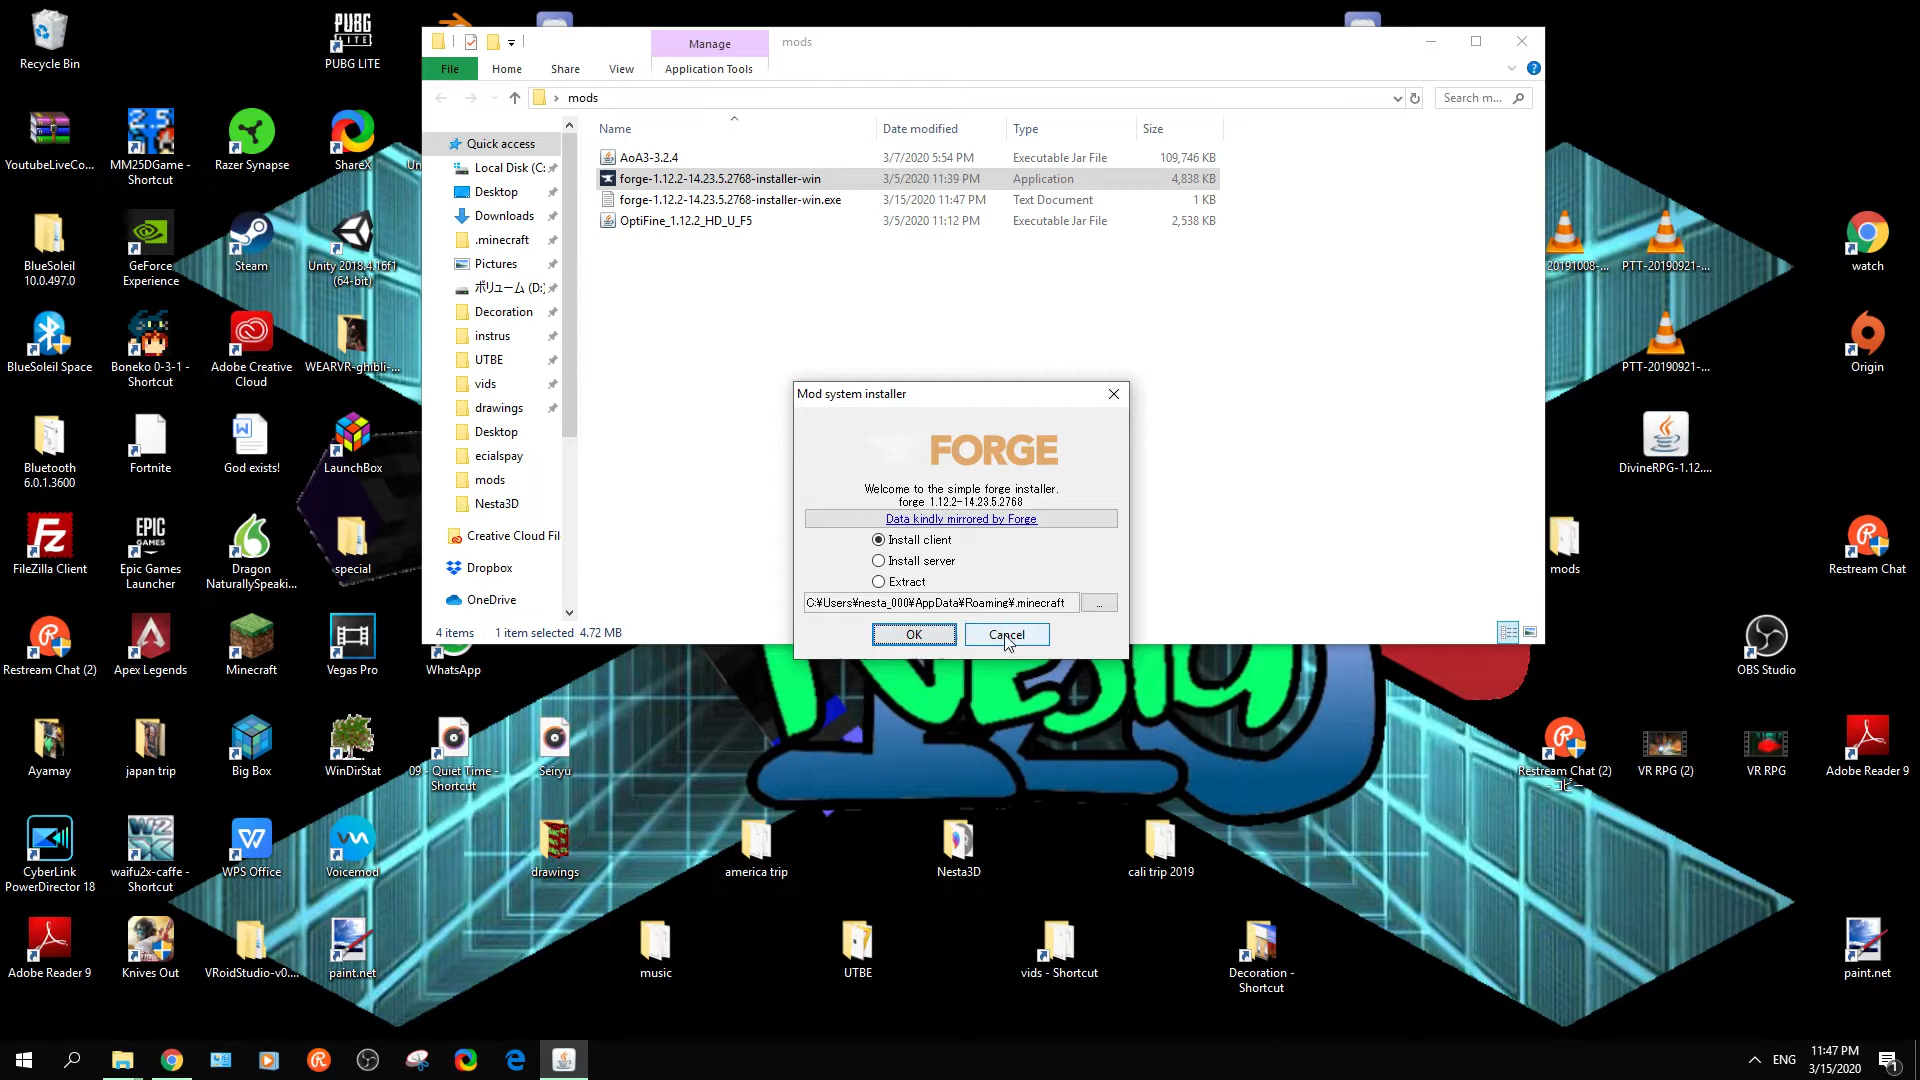 Recycle Bin
PUBG LITE
YoutubeLiveCo...
MM25DGame -
Shortcut
Razer Synapse
ShareX
BlueSoleil
10.0.497.0
GeForce
Experience
Steam
Unity 2018.4.16f1
(64-bit)
BlueSoleil Space
Boneko 0-3-1 -
Shortcut
Adobe Creative
Cloud
WEARVR-ghibli-...
Bluetooth
6.0.1.3600
Fortnite
God exists!
LaunchBox
FileZilla Client
EPIC
GAMES
Epic Games
Launcher
Dragon
NaturallySpeaki...
special
Restream Chat (2)
Apex Legends
Minecraft
Vegas Pro
WhatsApp
Ayamay
japan trip
Big Box
WinDirStat
09 - Quiet Time -
Shortcut
Seiryu
CyberLink
PowerDirector 18
waifu2x-caffe -
Shortcut
WPS Office
Voicemod
drawings
america trip
Nesta3D
cali trip 2019
Adobe Reader 9
Knives Out
VRoidStudio-v0....
paint.net
music
UTBE
vids - Shortcut
Decoration -
Shortcut
paint.net
Manage
mods
File
Home
Share
View
Application Tools
mods
Search m...
Name
Date modified
Type
Size
AoA3-3.2.4
3/7/2020 5:54 PM
Executable Jar File
109,746 KB
forge-1.12.2-14.23.5.2768-installer-win
3/5/2020 11:39 PM
Application
4,838 KB
forge-1.12.2-14.23.5.2768-installer-win.exe
3/15/2020 11:47 PM
Text Document
1 KB
OptiFine_1.12.2_HD_U_F5
3/5/2020 11:12 PM
Executable Jar File
2,538 KB
Quick access
Local Disk (C:
Desktop
Downloads
.minecraft
Pictures
ボリューム (D:)
Decoration
instrus
UTBE
vids
drawings
Desktop
ecialspay
mods
Nesta3D
Creative Cloud Fil
Dropbox
OneDrive
4 items
1 item selected 4.72 MB
Mod system installer
FORGE
Welcome to the simple forge installer.
forge 1.12.2-14.23.5.2768
Data kindly mirrored by Forge
Install client
Install server
Extract
C:¥Users¥nesta_000¥AppData¥Roaming¥.minecraft
...
OK
Cancel
20191008-...
PTT-20190921-...
watch
PTT-20190921-...
Origin
DivineRPG-1.12....
mods
Restream Chat
OBS Studio
Restream Chat (2)
- コピー
VR RPG (2)
VR RPG
Adobe Reader 9
ENG
11:47 PM
3/15/2020
1